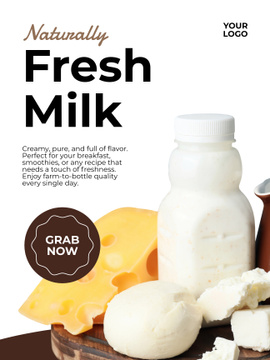 Naturally
YOUR
LOGO
Fresh
Milk
Creamy, pure, and full of flavor.
Perfect for your breakfast,
smoothies, or any recipe that
needs a touch of freshness.
Enjoy farm-to-bottle quality
every single day.
GRAB
NOW